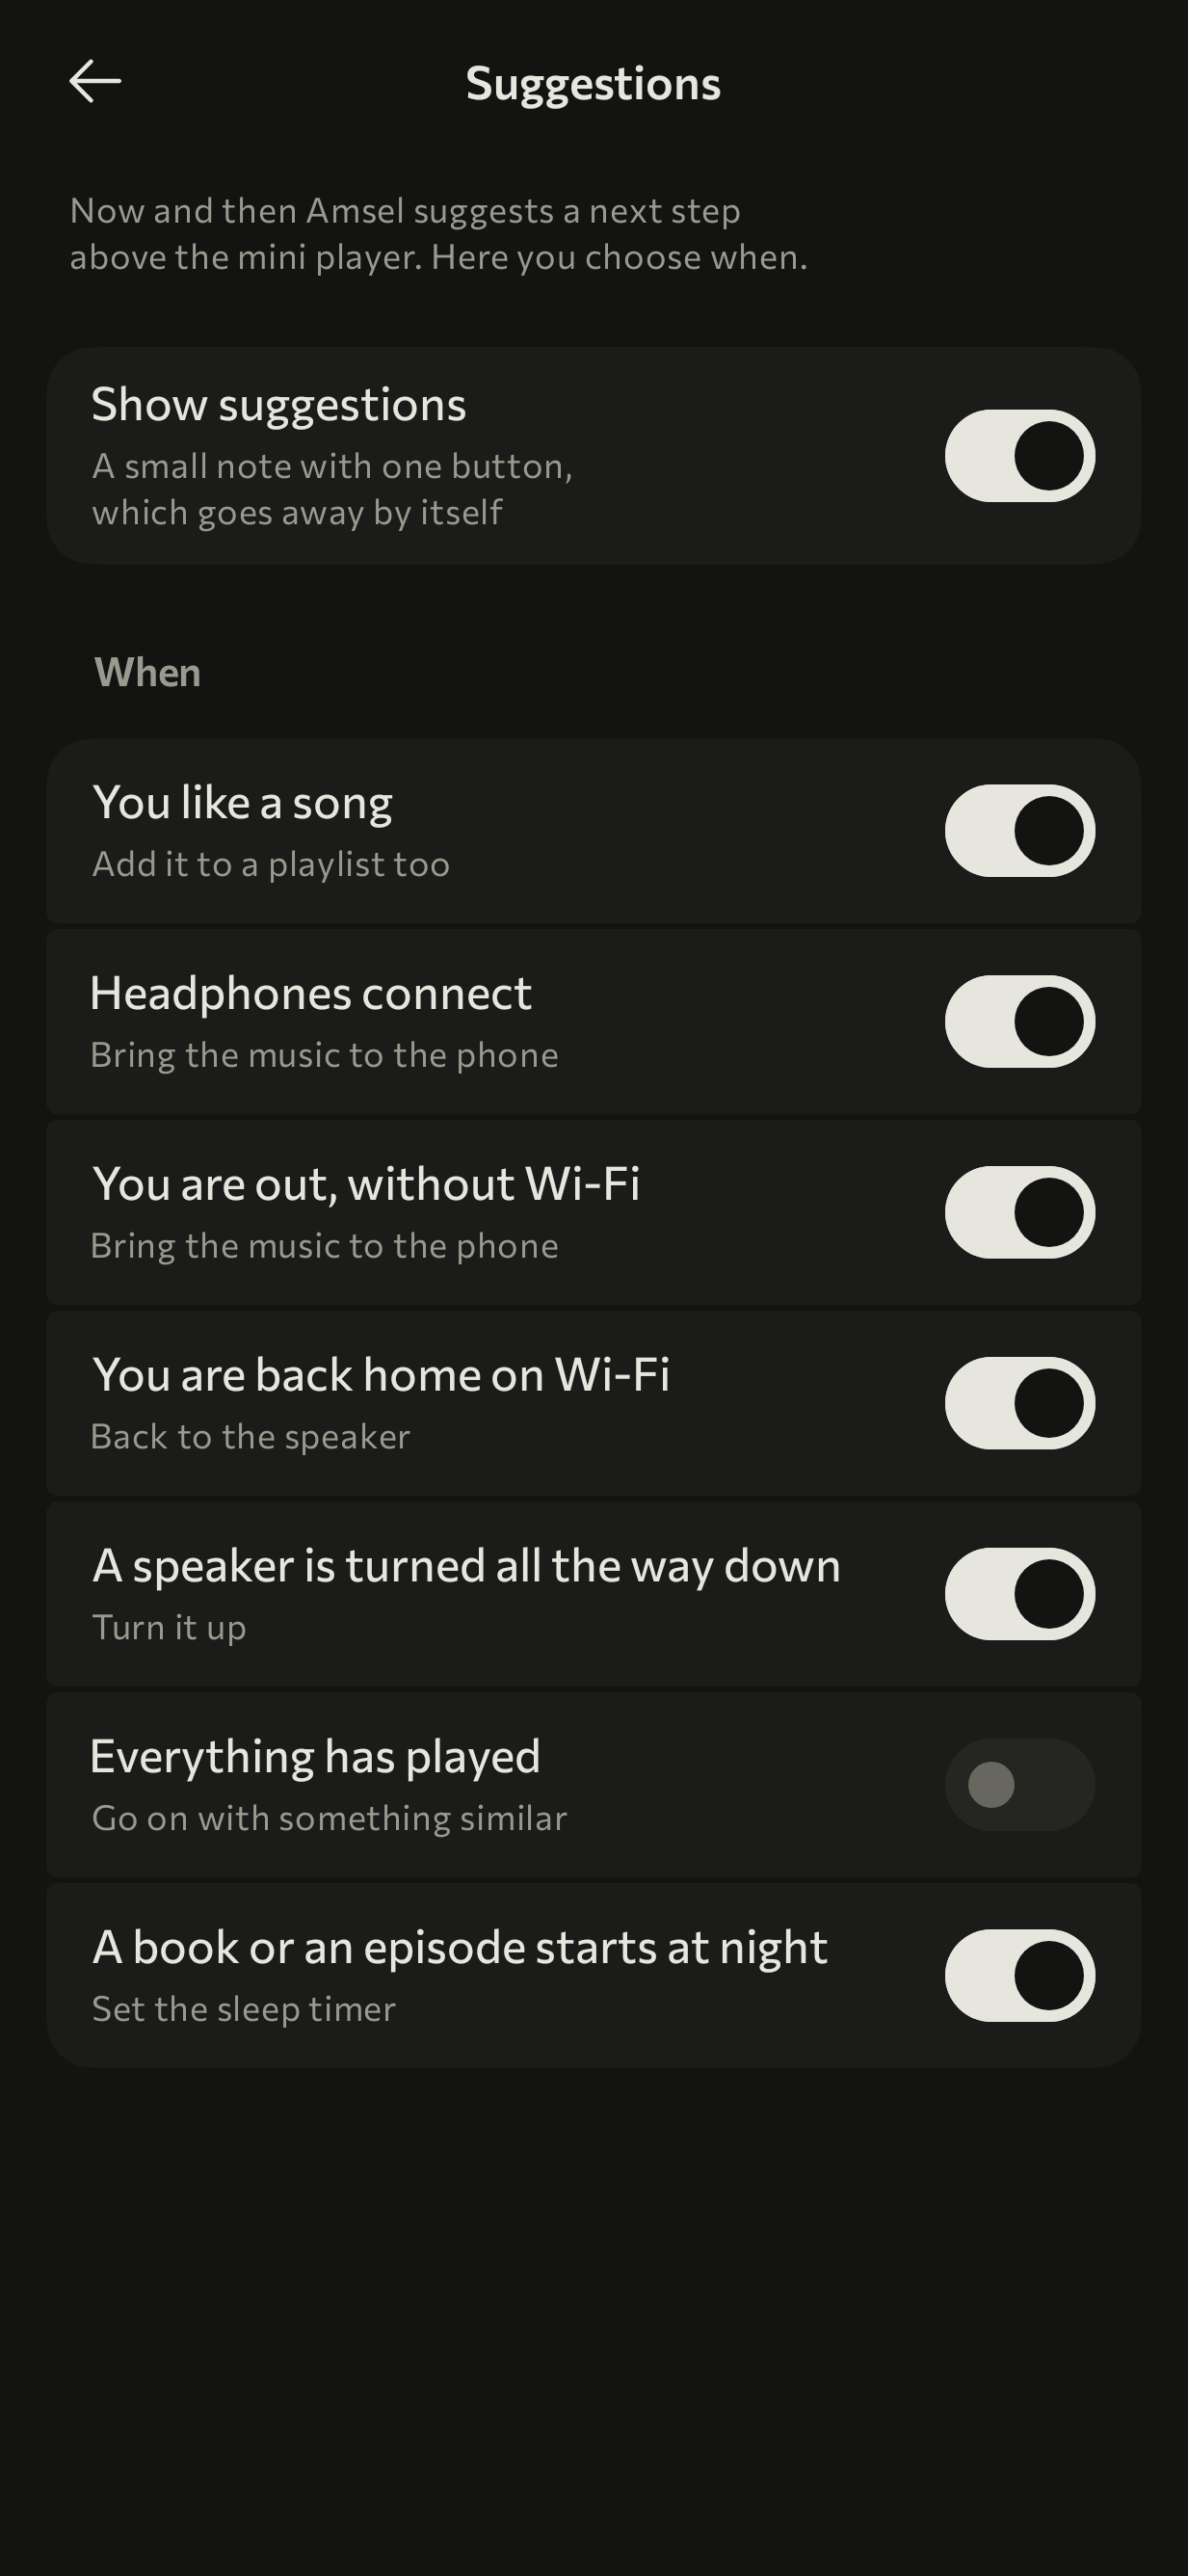 Suggestions
Now and then Amsel suggests a next step
above the mini player. Here you choose when.
Show suggestions
A small note with one button,
which goes away by itself
When
You like a song
Add it to a playlist too
Headphones connect
Bring the music to the phone
You are out, without Wi-Fi
Bring the music to the phone
You are back home on Wi-Fi
Back to the speaker
A speaker is turned all the way down
Turn it up
Everything has played
Go on with something similar
A book or an episode starts at night
Set the sleep timer